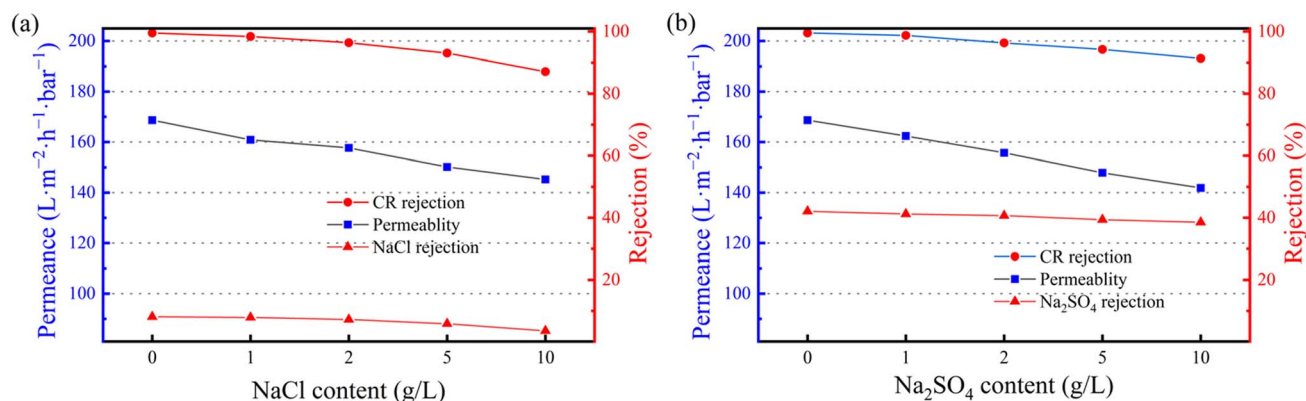 (a)
Permeance (L·m⁻²·h⁻¹·bar⁻¹)
200
180
160
140
120
100
100
80
60
40
20
Rejection (%)
CR rejection
Permeablity
NaCl rejection
0 1 2 5 10
NaCl content (g/L)
(b)
Permeance (L·m⁻²·h⁻¹·bar⁻¹)
200
180
160
140
120
100
100
80
60
40
20
Rejection (%)
CR rejection
Permeablity
Na₂SO₄ rejection
0 1 2 5 10
Na₂SO₄ content (g/L)